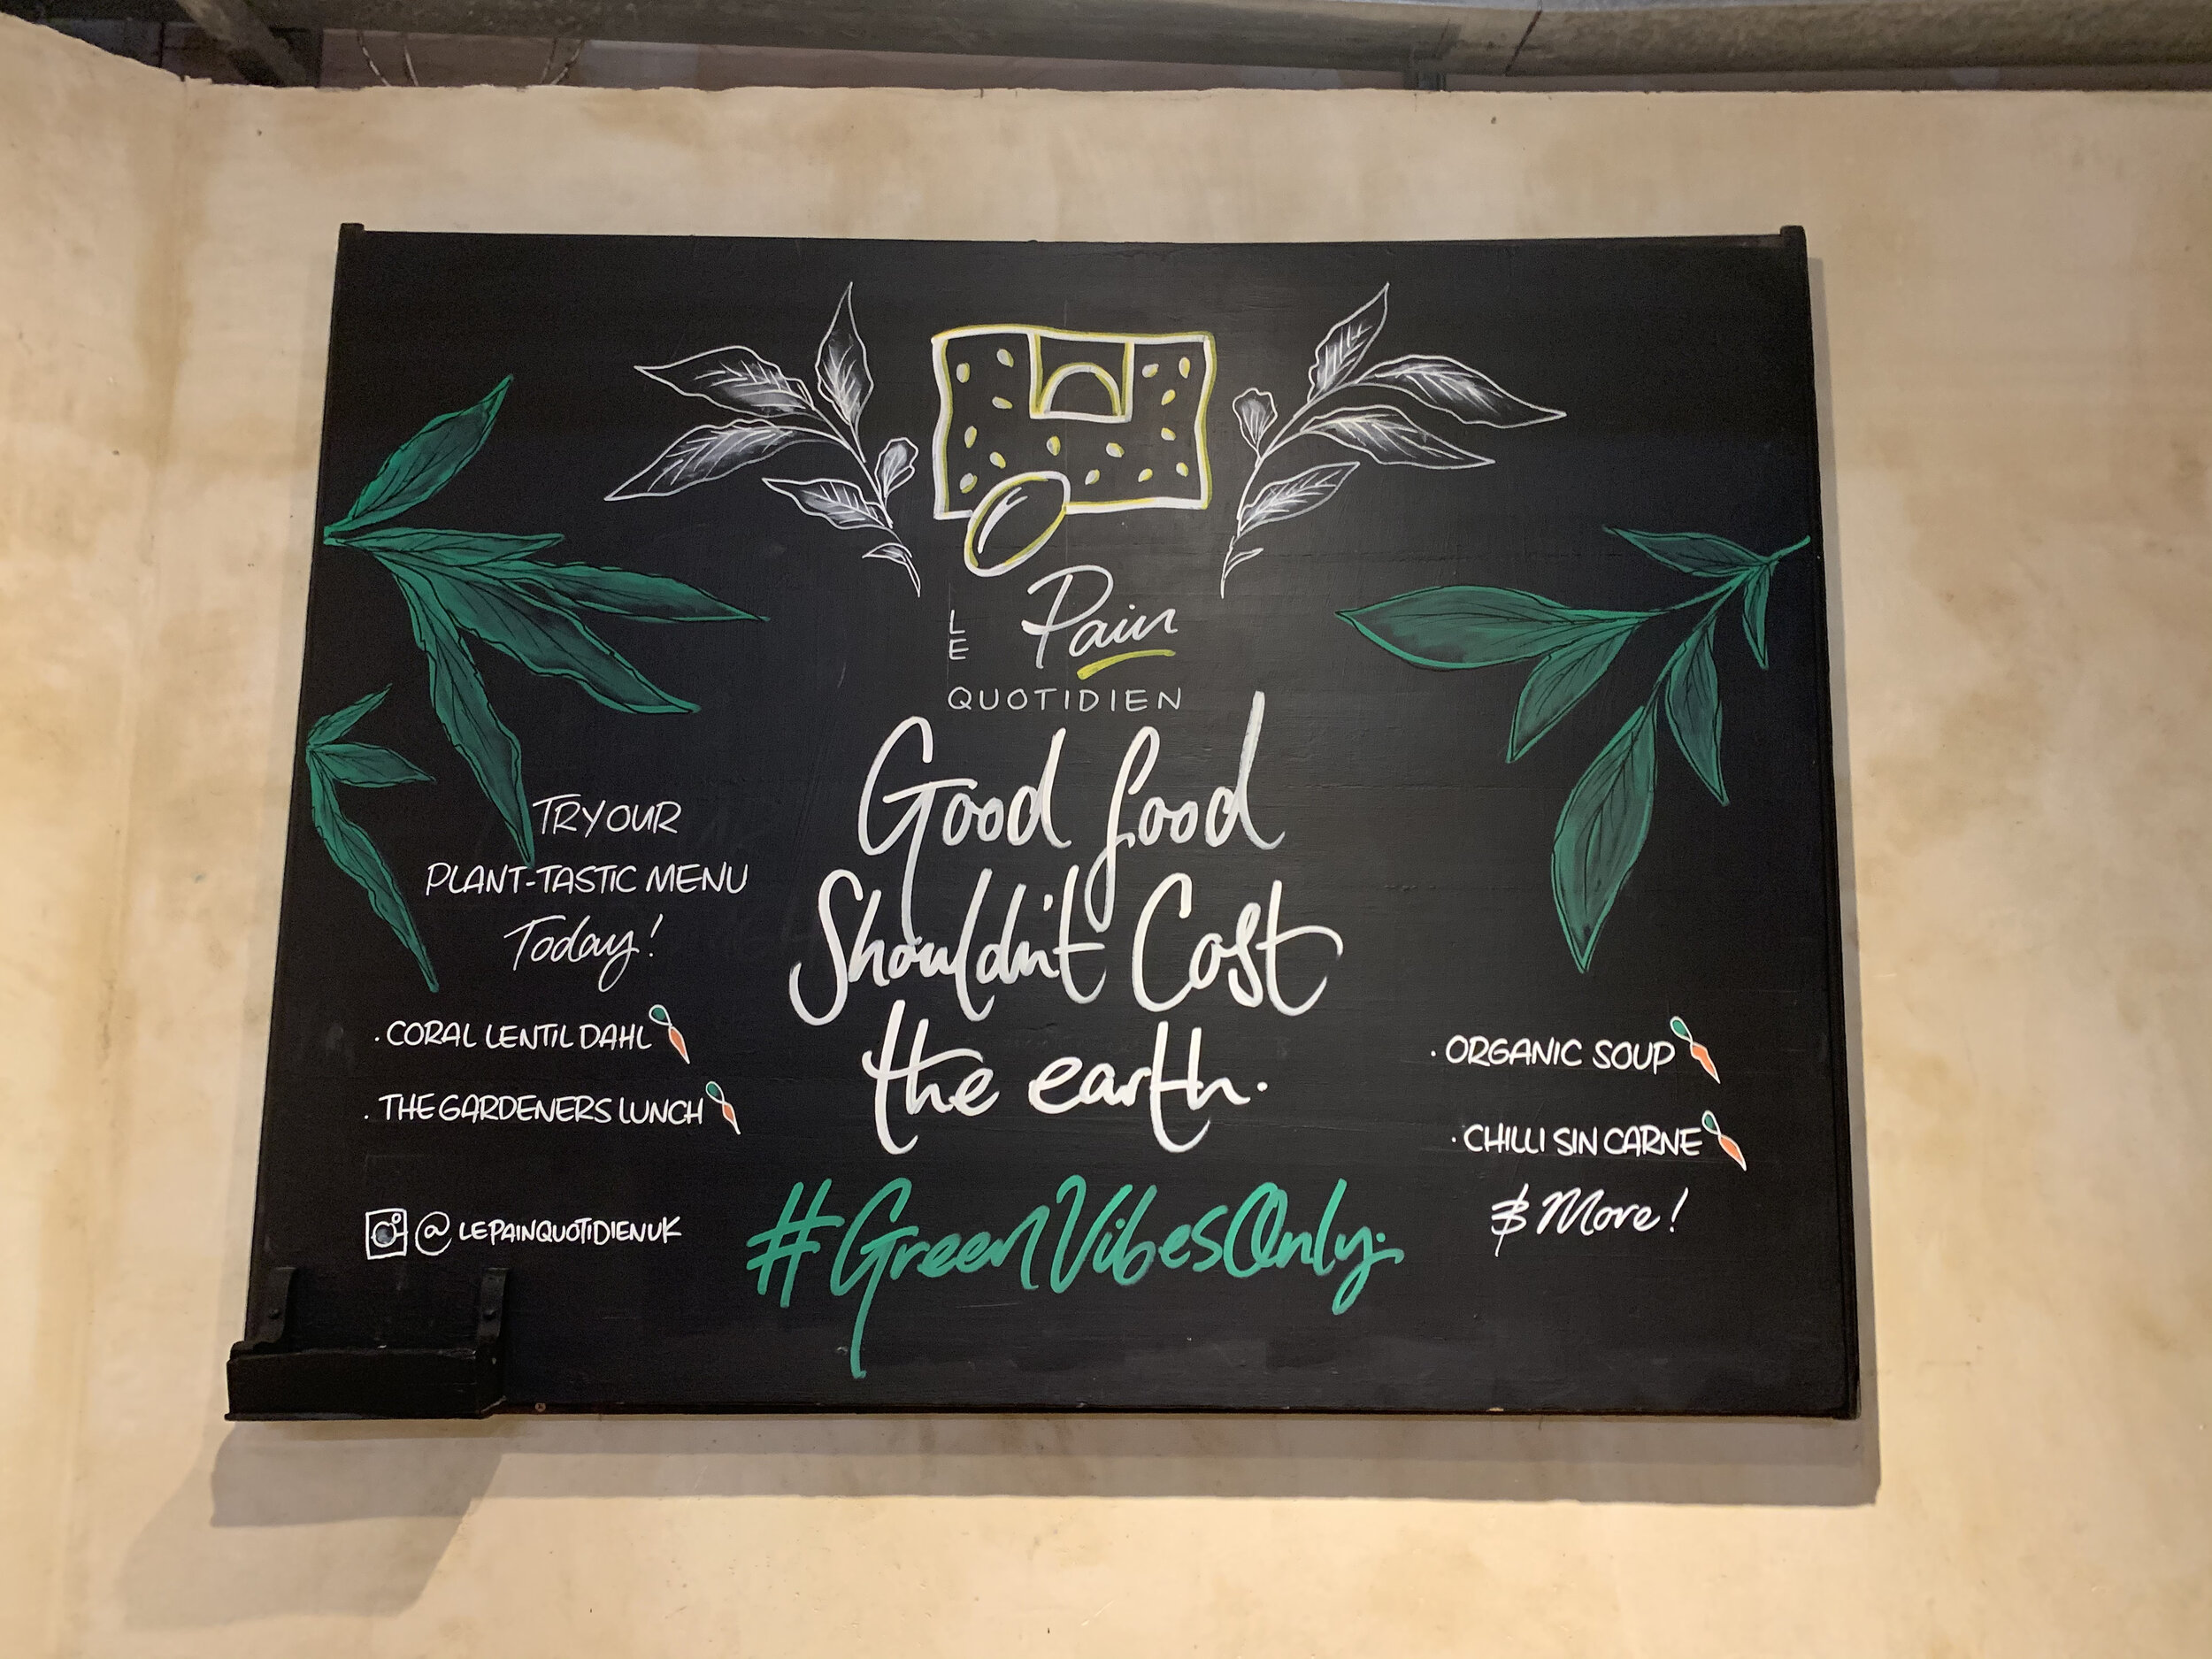 LE
Pain
QUOTIDIEN
Good food
Shouldn't Cost
the earth.
#GreenVibesOnly.
TRY OUR
PLANT-TASTIC MENU
Today!
· CORAL LENTIL DAHL
· THE GARDENERS LUNCH
@LEPAINQUOTIDIENUK
· ORGANIC SOUP
· CHILLI SIN CARNE
& More!